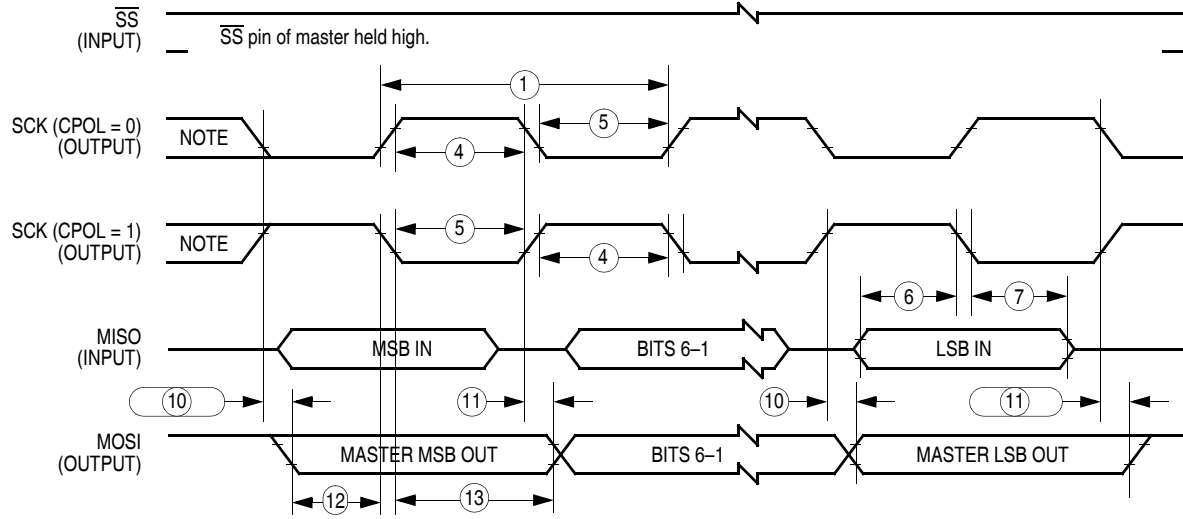 SS
(INPUT)
SS pin of master held high.
1
SCK (CPOL = 0)
(OUTPUT)
NOTE
5
4
SCK (CPOL = 1)
(OUTPUT)
NOTE
5
4
6
7
MISO
(INPUT)
MSB IN
BITS 6–1
LSB IN
10
11
10
11
MOSI
(OUTPUT)
MASTER MSB OUT
BITS 6–1
MASTER LSB OUT
12
13